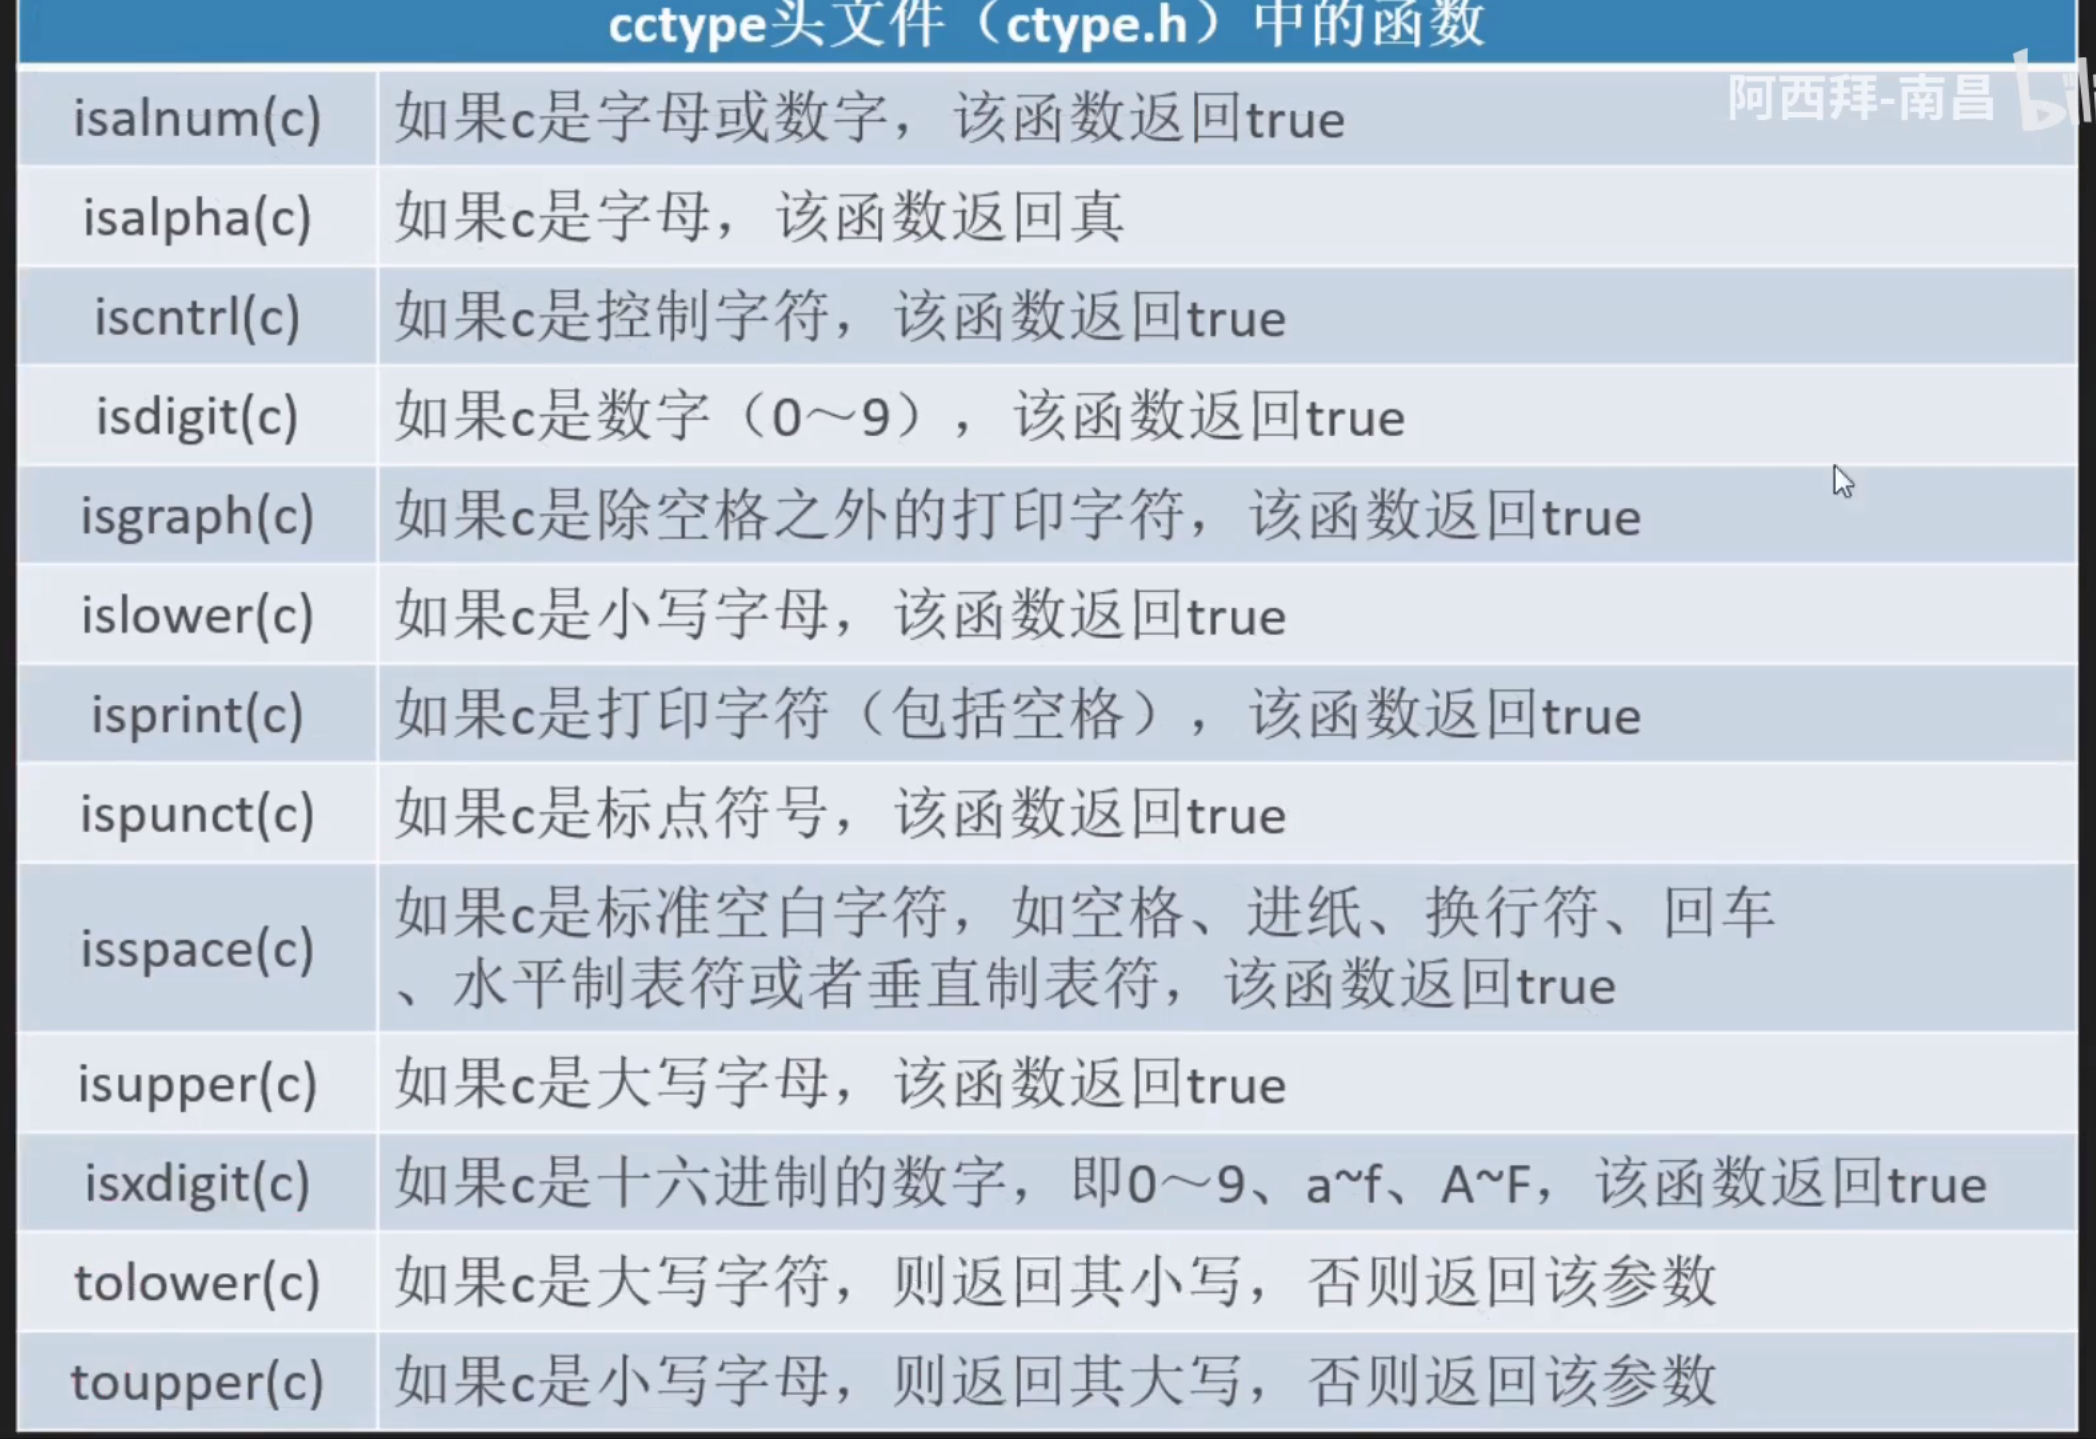 cctype头文件（ctype.h）中的函数
阿西拜-南昌
isalnum(c) 如果c是字母或数字，该函数返回true
isalpha(c) 如果c是字母，该函数返回真
iscntrl(c) 如果c是控制字符，该函数返回true
isdigit(c) 如果c是数字（0～9），该函数返回true
isgraph(c) 如果c是除空格之外的打印字符，该函数返回true
islower(c) 如果c是小写字母，该函数返回true
isprint(c) 如果c是打印字符（包括空格），该函数返回true
ispunct(c) 如果c是标点符号，该函数返回true
isspace(c) 如果c是标准空白字符，如空格、进纸、换行符、回车
、水平制表符或者垂直制表符，该函数返回true
isupper(c) 如果c是大写字母，该函数返回true
isxdigit(c) 如果c是十六进制的数字，即0～9、a~f、A~F，该函数返回true
tolower(c) 如果c是大写字符，则返回其小写，否则返回该参数
toupper(c) 如果c是小写字母，则返回其大写，否则返回该参数